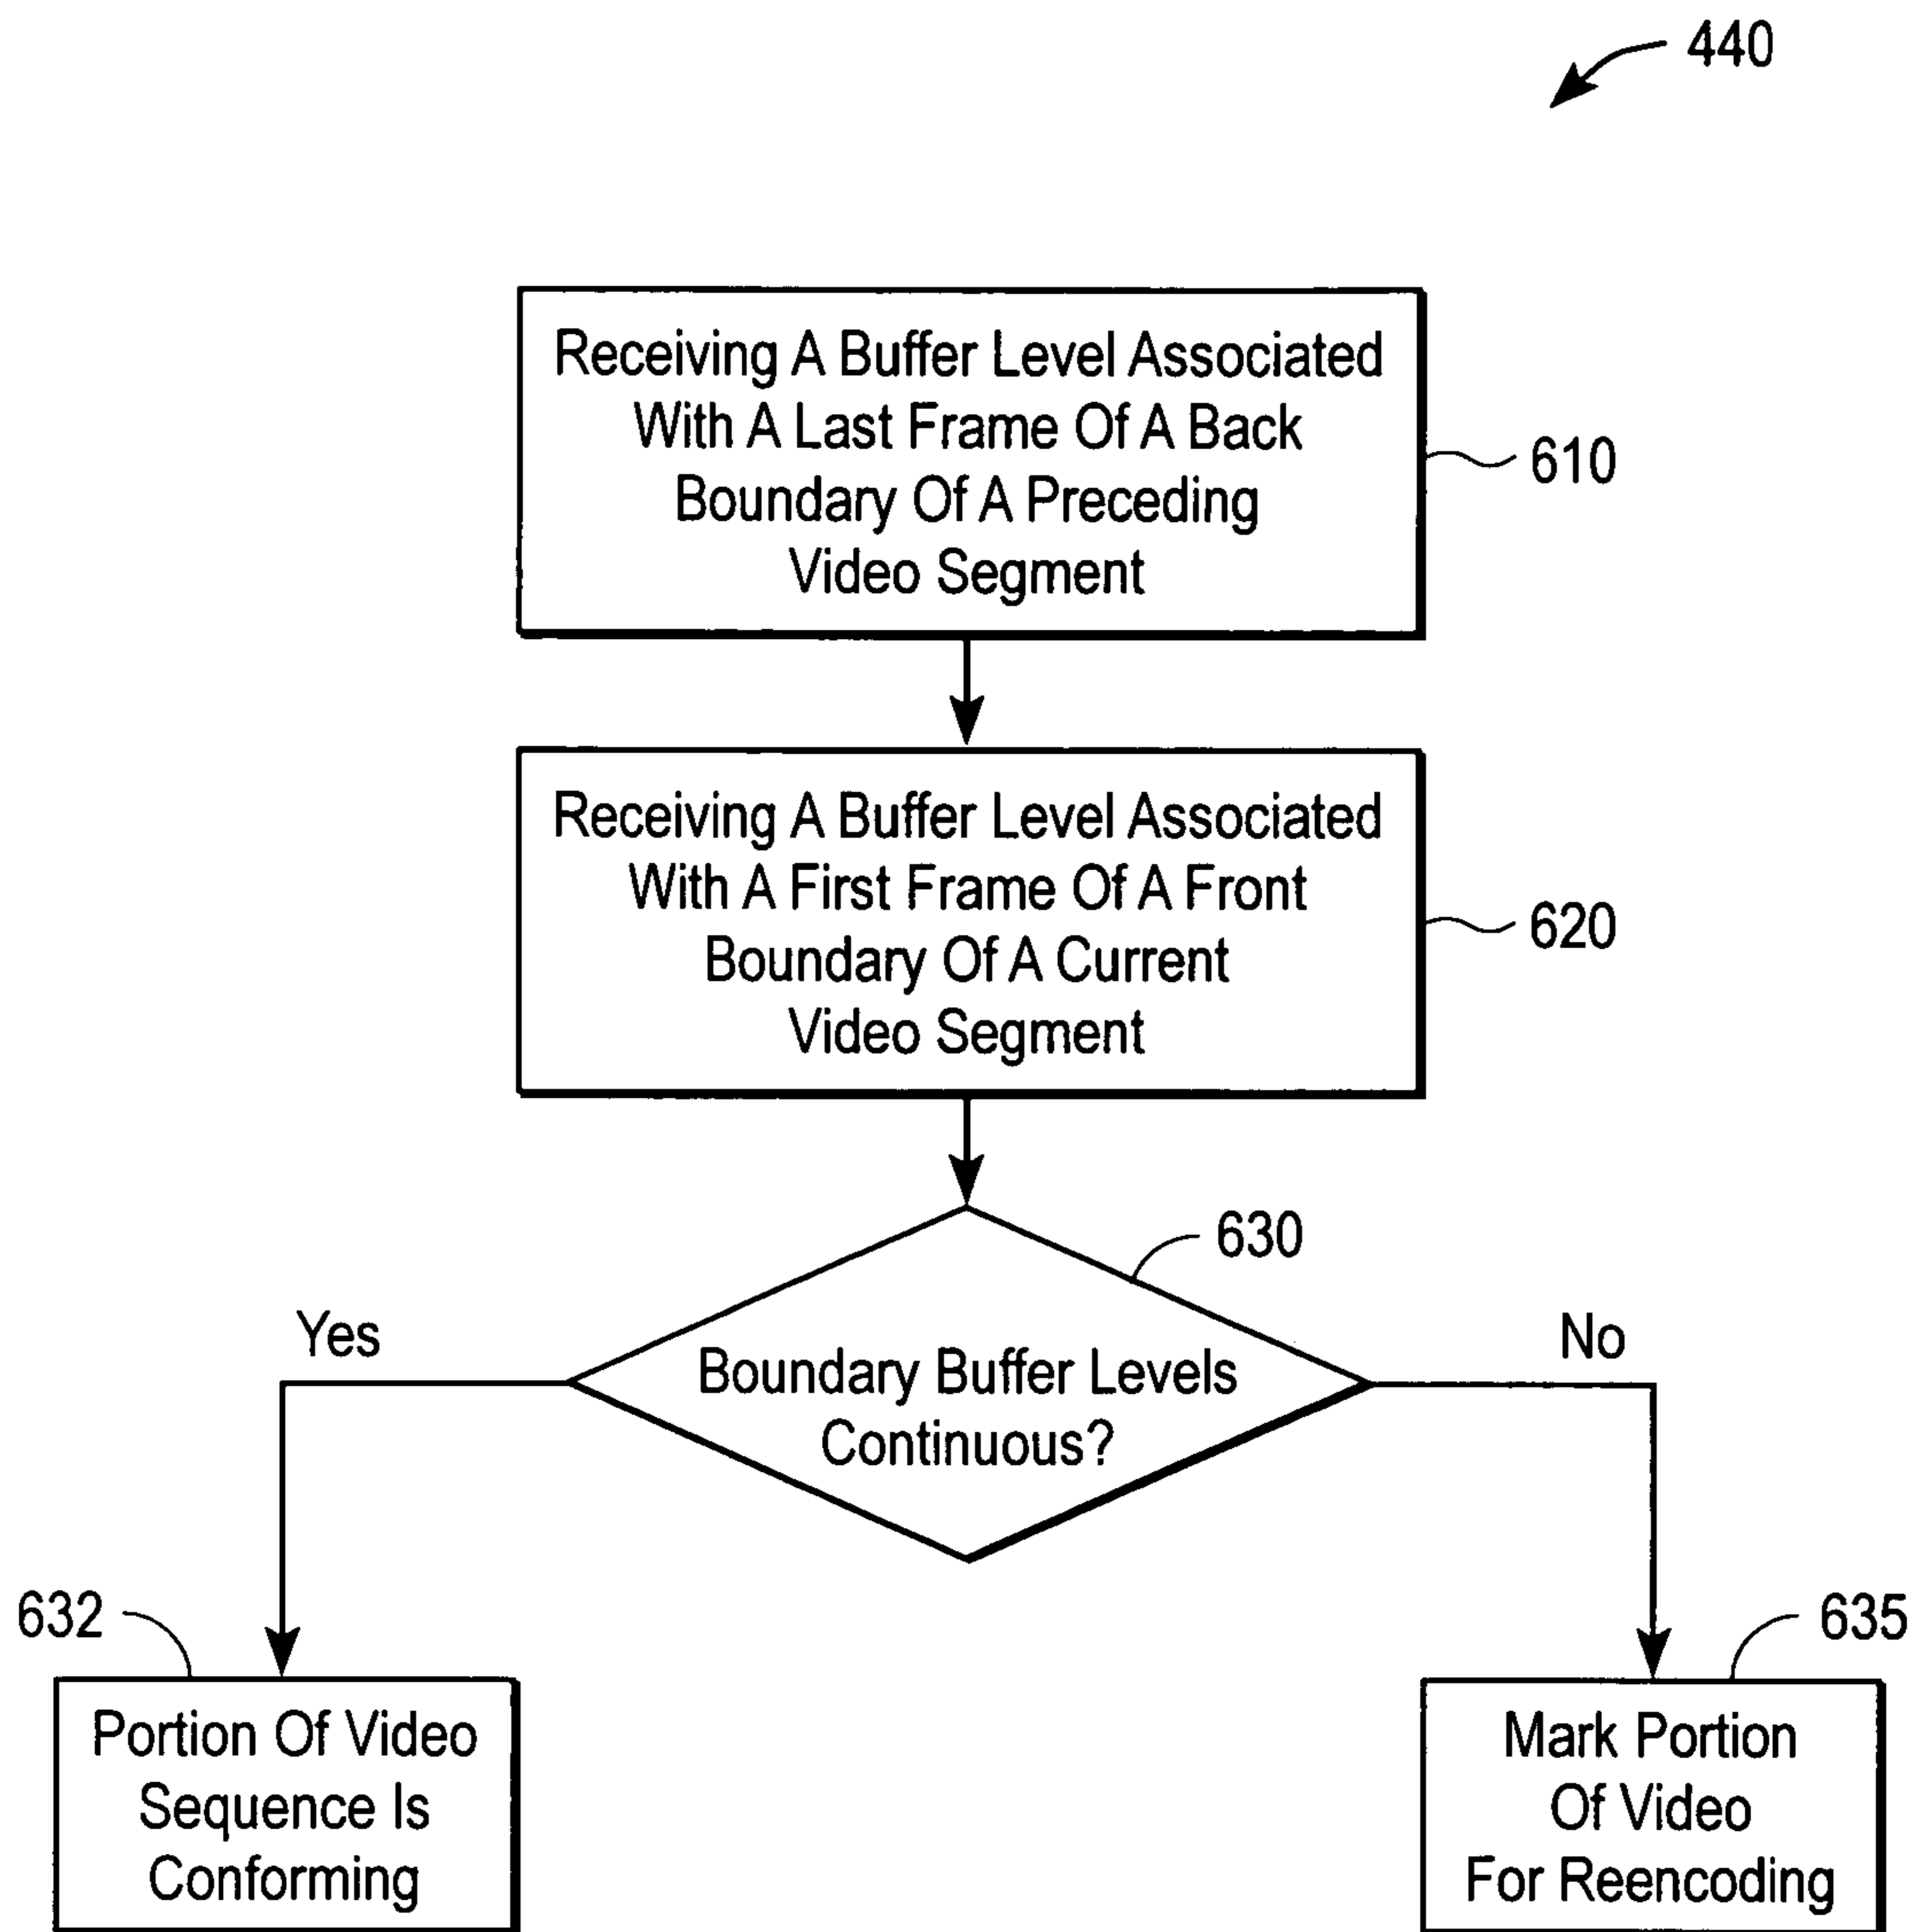 440
Receiving A Buffer Level Associated
With A Last Frame Of A Back
Boundary Of A Preceding
Video Segment
610
Receiving A Buffer Level Associated
With A First Frame Of A Front
Boundary Of A Current
Video Segment
620
630
Boundary Buffer Levels
Continuous?
Yes
No
632
Portion Of Video
Sequence Is
Conforming
635
Mark Portion
Of Video
For Reencoding